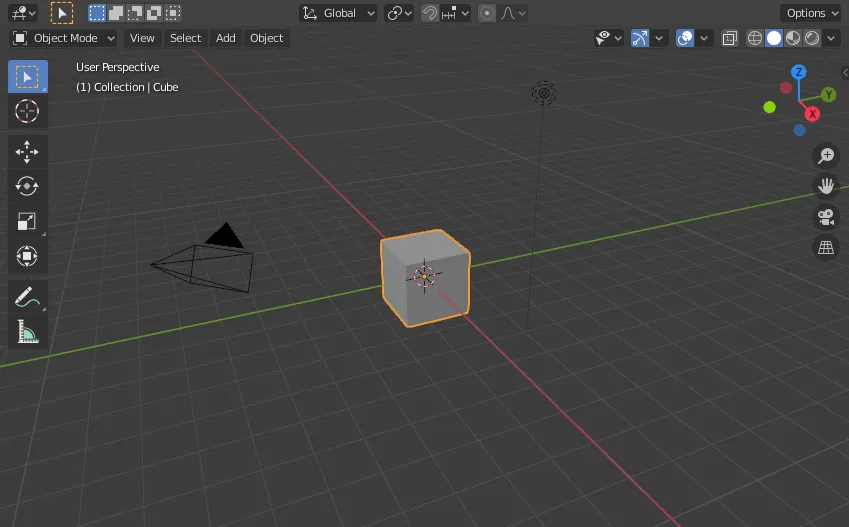 Global
Options
Object Mode
View
Select
Add
Object
User Perspective
(1) Collection | Cube
Z
Y
X